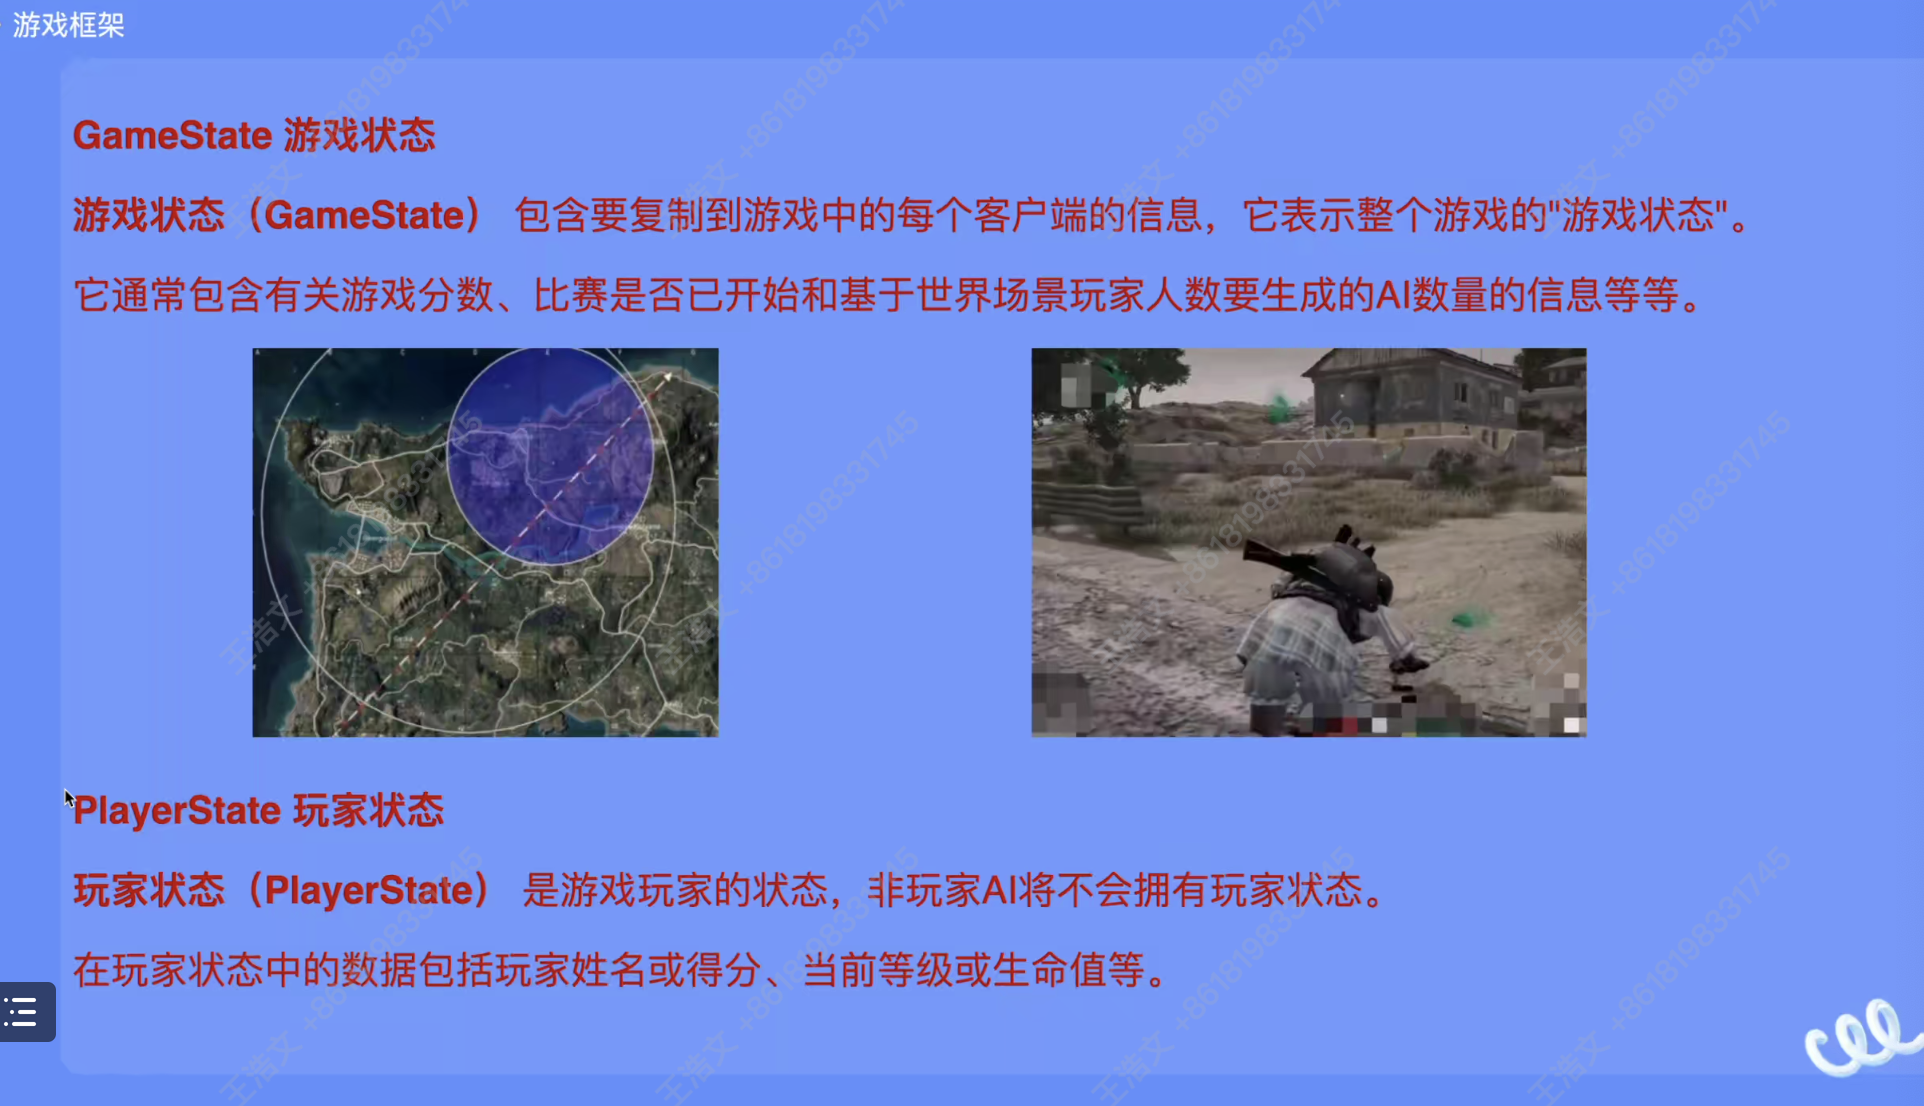 游戏框架
GameState 游戏状态
游戏状态（GameState） 包含要复制到游戏中的每个客户端的信息，它表示整个游戏的"游戏状态"。
它通常包含有关游戏分数、比赛是否已开始和基于世界场景玩家人数要生成的AI数量的信息等等。
PlayerState 玩家状态
玩家状态（PlayerState） 是游戏玩家的状态，非玩家AI将不会拥有玩家状态。
在玩家状态中的数据包括玩家姓名或得分、当前等级或生命值等。
王浩文 +8618198331745